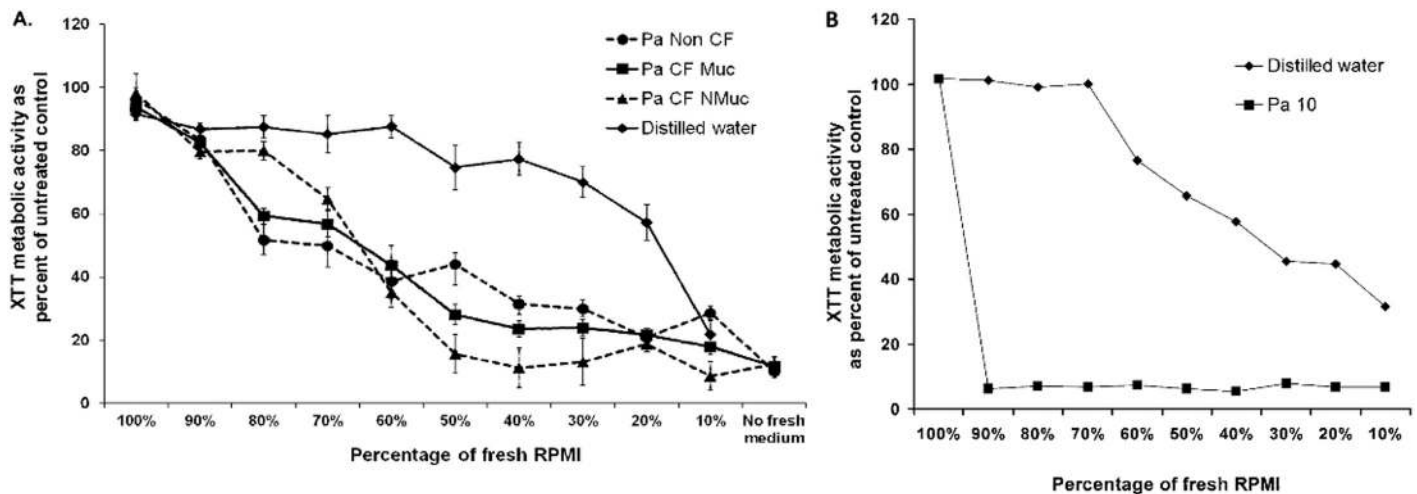 A.
XTT metabolic activity as
percent of untreated control
120
100
80
60
40
20
0
Pa Non CF
Pa CF Muc
Pa CF NMuc
Distilled water
100% 90% 80% 70% 60% 50% 40% 30% 20% 10% No fresh
medium
Percentage of fresh RPMI
B
XTT metabolic activity
as percent of untreated control
120
100
80
60
40
20
0
Distilled water
Pa 10
100% 90% 80% 70% 60% 50% 40% 30% 20% 10%
Percentage of fresh RPMI